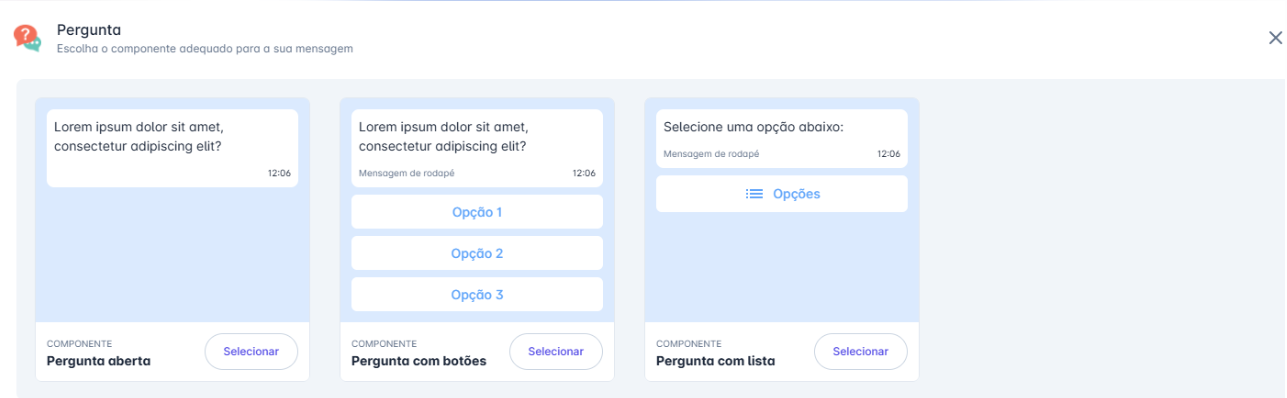 Pergunta
Escolha o componente adequado para a sua mensagem
Lorem ipsum dolor sit amet,
consectetur adipiscing elit?
12:06
COMPONENTE
Pergunta aberta
Selecionar
Lorem ipsum dolor sit amet,
consectetur adipiscing elit?
Mensagem de rodapé 12:06
Opção 1
Opção 2
Opção 3
COMPONENTE
Pergunta com botões
Selecionar
Selecione uma opção abaixo:
Mensagem de rodapé 12:06
Opções
COMPONENTE
Pergunta com lista
Selecionar